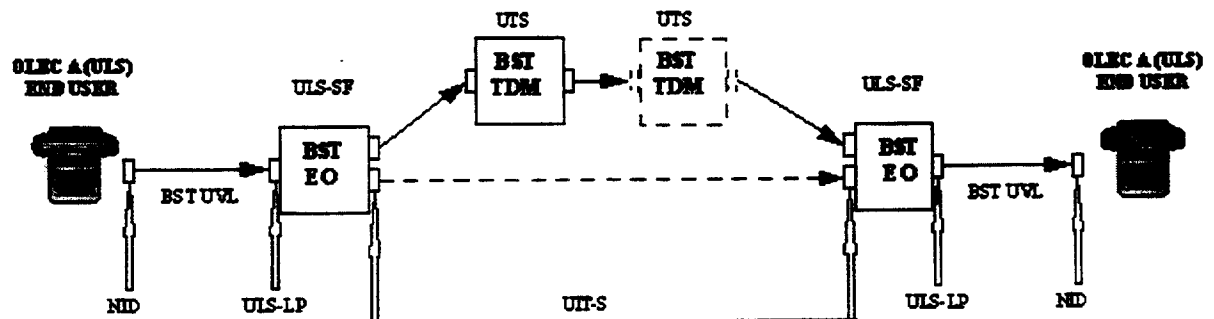 UTS
UTS
OLEC A(ULS)
END USER
BST
TDM
BST
TDM
OLEC A(ULS)
END USER
ULS-SF
ULS-SF
BST
EO
BST
EO
BST UVL
BST UVL
NID
ULS-LP
UIT-S
ULS-LP
NID